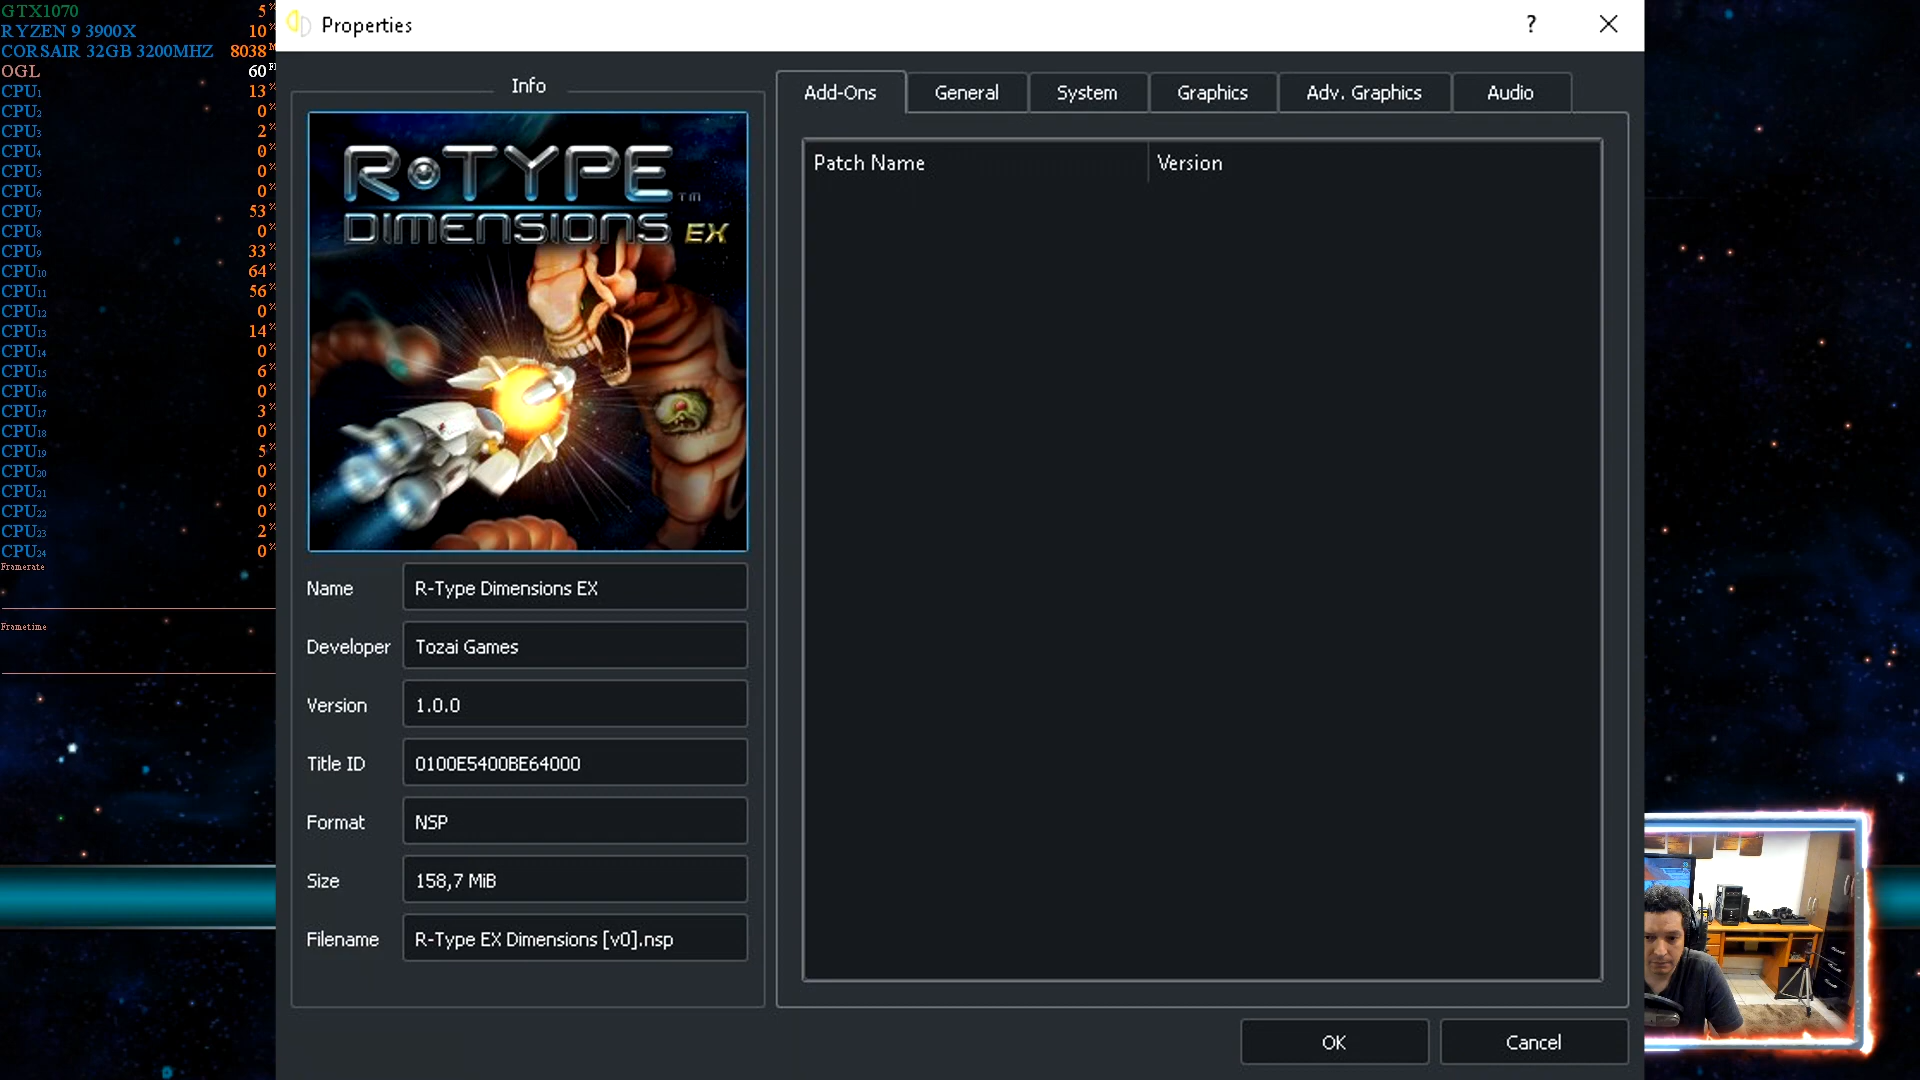 GTX1070 5%
RYZEN 9 3900X 10%
CORSAIR 32GB 3200MHZ 8038 M
OGL 60
CPU1 13%
CPU2 0%
CPU3 2%
CPU4 0%
CPU5 0%
CPU6 0%
CPU7 53%
CPU8 0%
CPU9 33%
CPU10 64%
CPU11 56%
CPU12 0%
CPU13 14%
CPU14 0%
CPU15 6%
CPU16 0%
CPU17 3%
CPU18 0%
CPU19 5%
CPU20 0%
CPU21 0%
CPU22 0%
CPU23 2%
CPU24 0%
Framerate
Frametime
Properties ? ×
Info
R-TYPE TM
DIMENSIONS EX
Name R-Type Dimensions EX
Developer Tozai Games
Version 1.0.0
Title ID 0100E5400BE64000
Format NSP
Size 158,7 MiB
Filename R-Type EX Dimensions [v0].nsp
Add-Ons General System Graphics Adv. Graphics Audio
Patch Name Version
OK Cancel